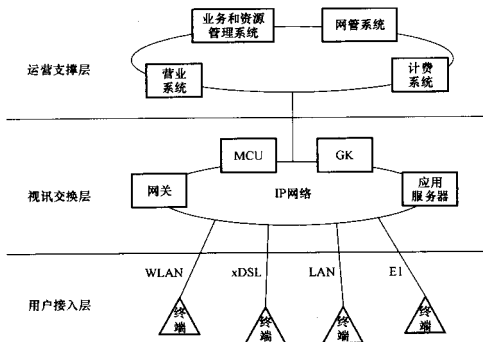 业务和资源
管理系统
网管系统
运营支撑层
营业
系统
计费
系统
MCU
GK
视讯交换层
网关
IP网络
应用
服务器
WLAN
xDSL
LAN
E1
用户接入层
终
端
终
端
终
端
终
端